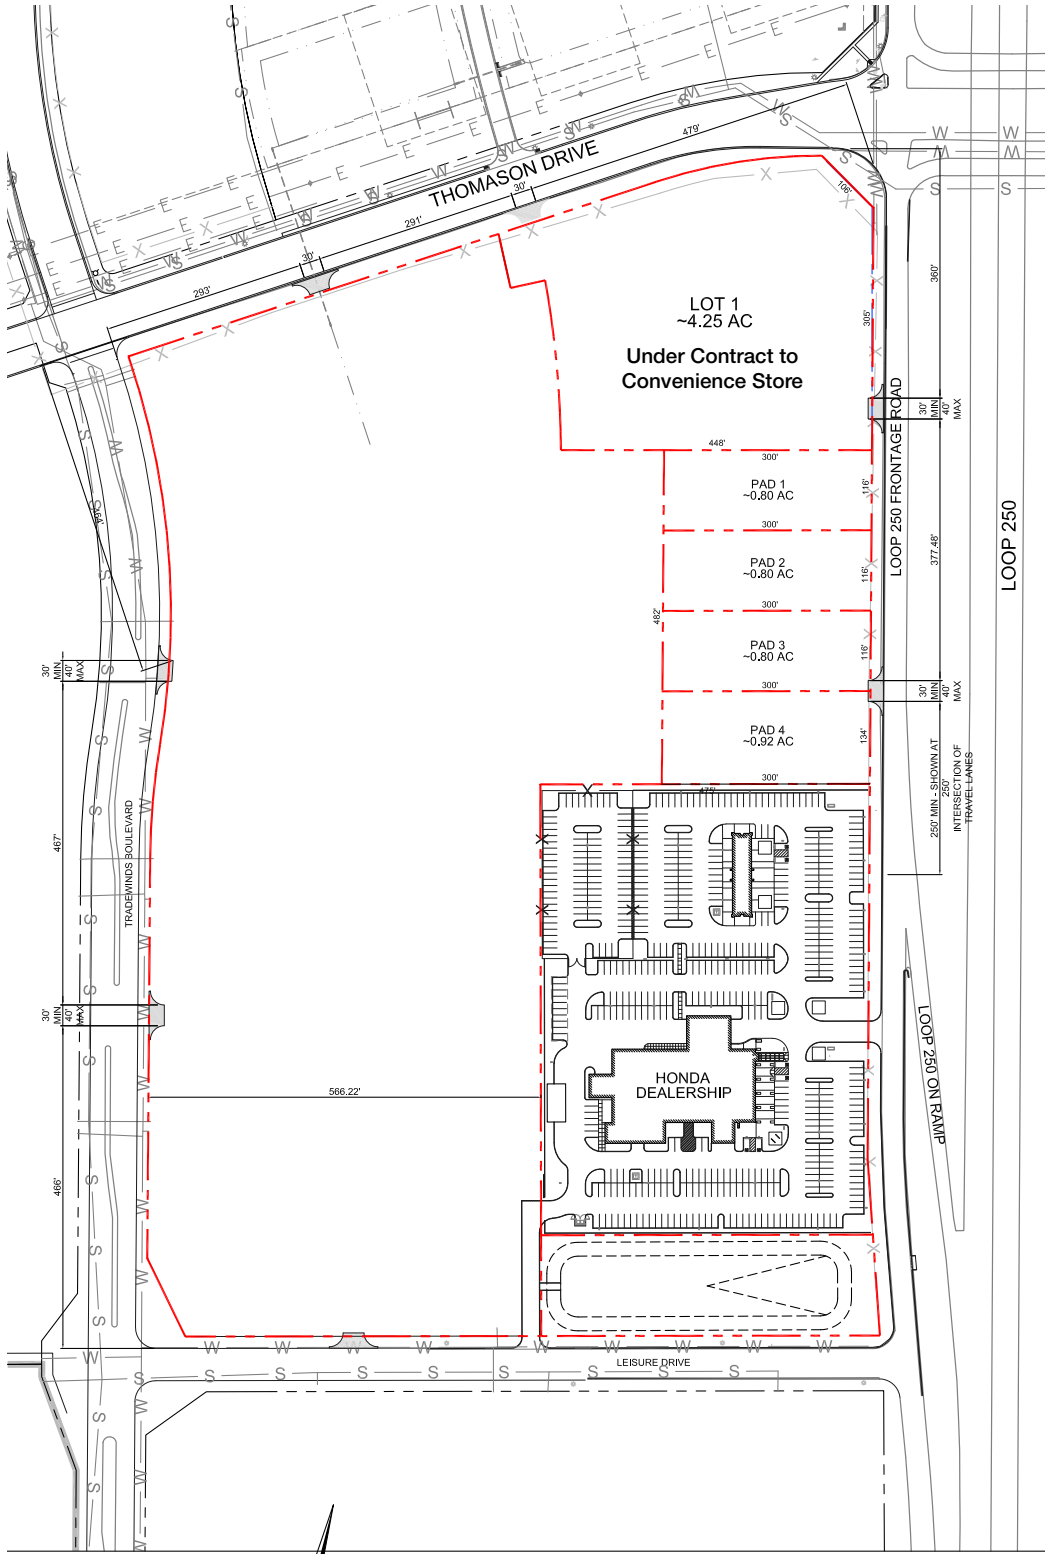 479'
THOMASON DRIVE
30'
291'
30'
293'
106'
LOT 1
~4.25 AC
Under Contract to
Convenience Store
305'
360'
30'
MIN
40'
MAX
LOOP 250 FRONTAGE ROAD
LOOP 250
448'
300'
PAD 1
~0.80 AC
116'
300'
PAD 2
~0.80 AC
116'
300'
482'
PAD 3
~0.80 AC
116'
300'
PAD 4
~0.92 AC
134'
300'
475'
377.48'
30'
MIN
40'
MAX
250' MIN - SHOWN AT
250'
INTERSECTION OF
TRAVEL LANES
30'
MIN
40'
MAX
467'
TRADEWINDS BOULEVARD
30'
MIN
40'
MAX
466'
566.22'
HONDA
DEALERSHIP
LOOP 250 ON RAMP
LEISURE DRIVE